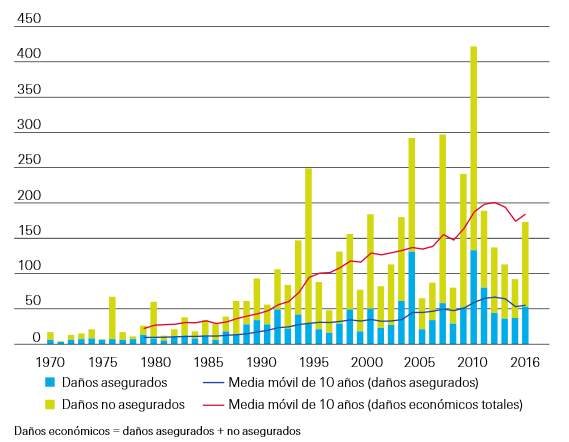 450
400
350
300
250
200
150
100
50
0
1970 1975 1980 1985 1990 1995 2000 2005 2010 2016
Daños asegurados Media móvil de 10 años (daños asegurados)
Daños no asegurados Media móvil de 10 años (daños económicos totales)
Daños económicos = daños asegurados + no asegurados